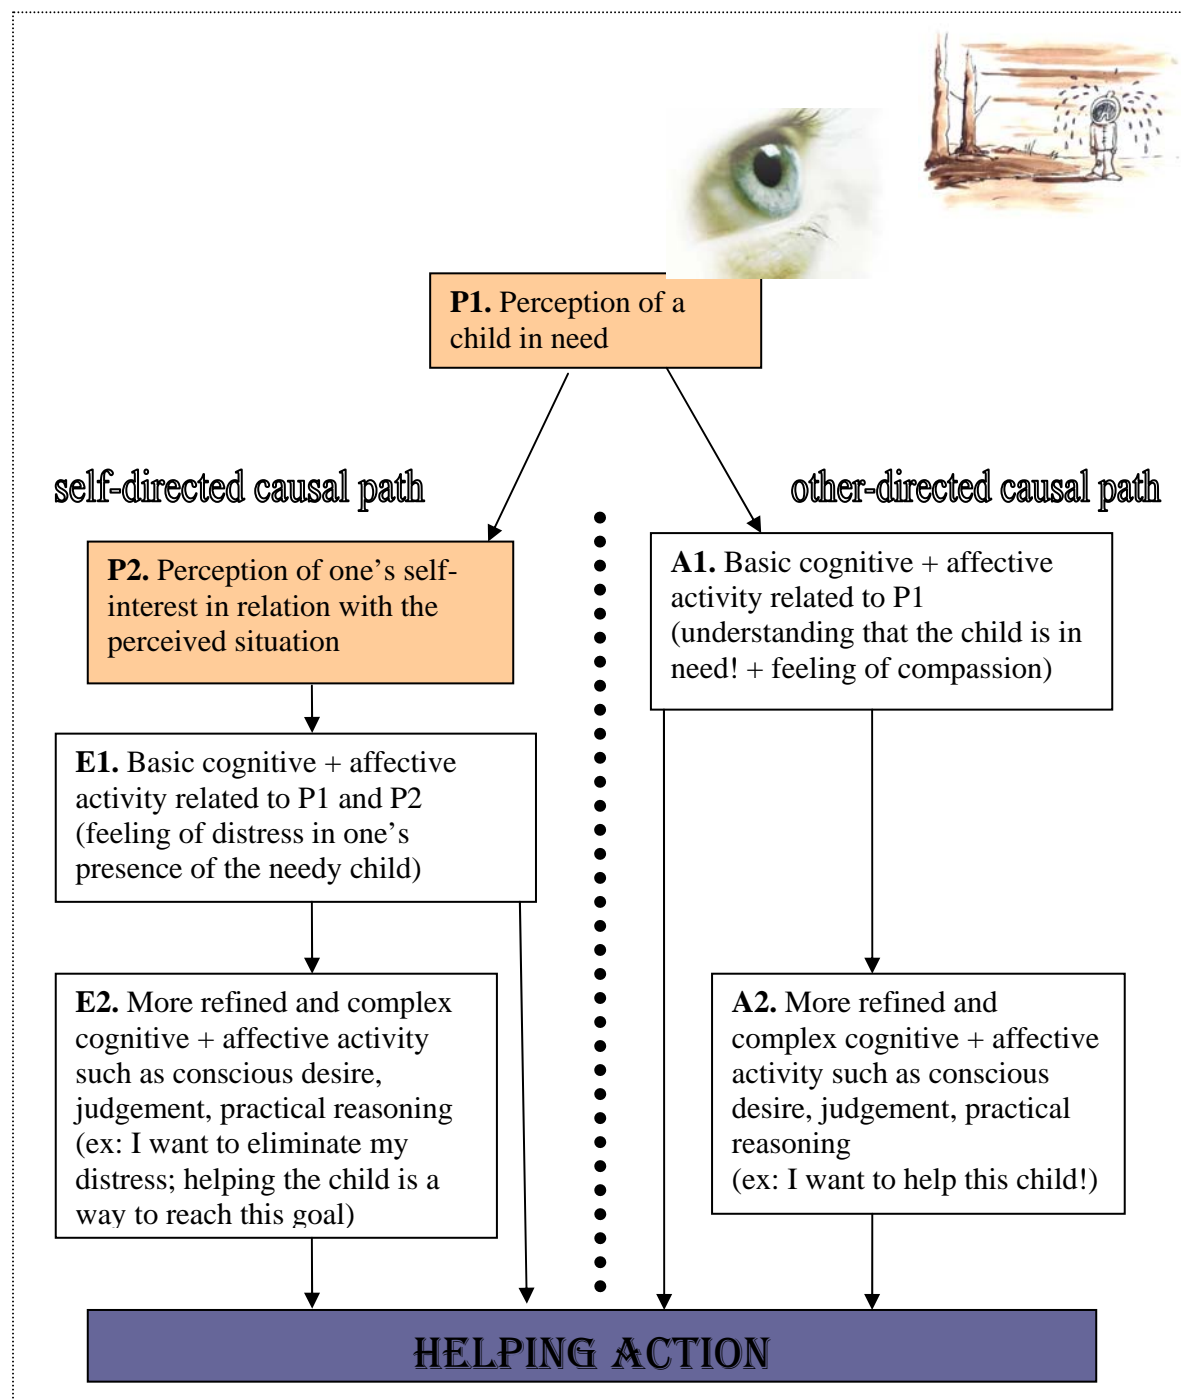 P1. Perception of a
child in need
self-directed causal path
other-directed causal path
P2. Perception of one’s self-
interest in relation with the
perceived situation
A1. Basic cognitive + affective
activity related to P1
(understanding that the child is in
need! + feeling of compassion)
E1. Basic cognitive + affective
activity related to P1 and P2
(feeling of distress in one’s
presence of the needy child)
E2. More refined and complex
cognitive + affective activity
such as conscious desire,
judgement, practical reasoning
(ex: I want to eliminate my
distress; helping the child is a
way to reach this goal)
A2. More refined and
complex cognitive + affective
activity such as conscious
desire, judgement, practical
reasoning
(ex: I want to help this child!)
HELPING ACTION